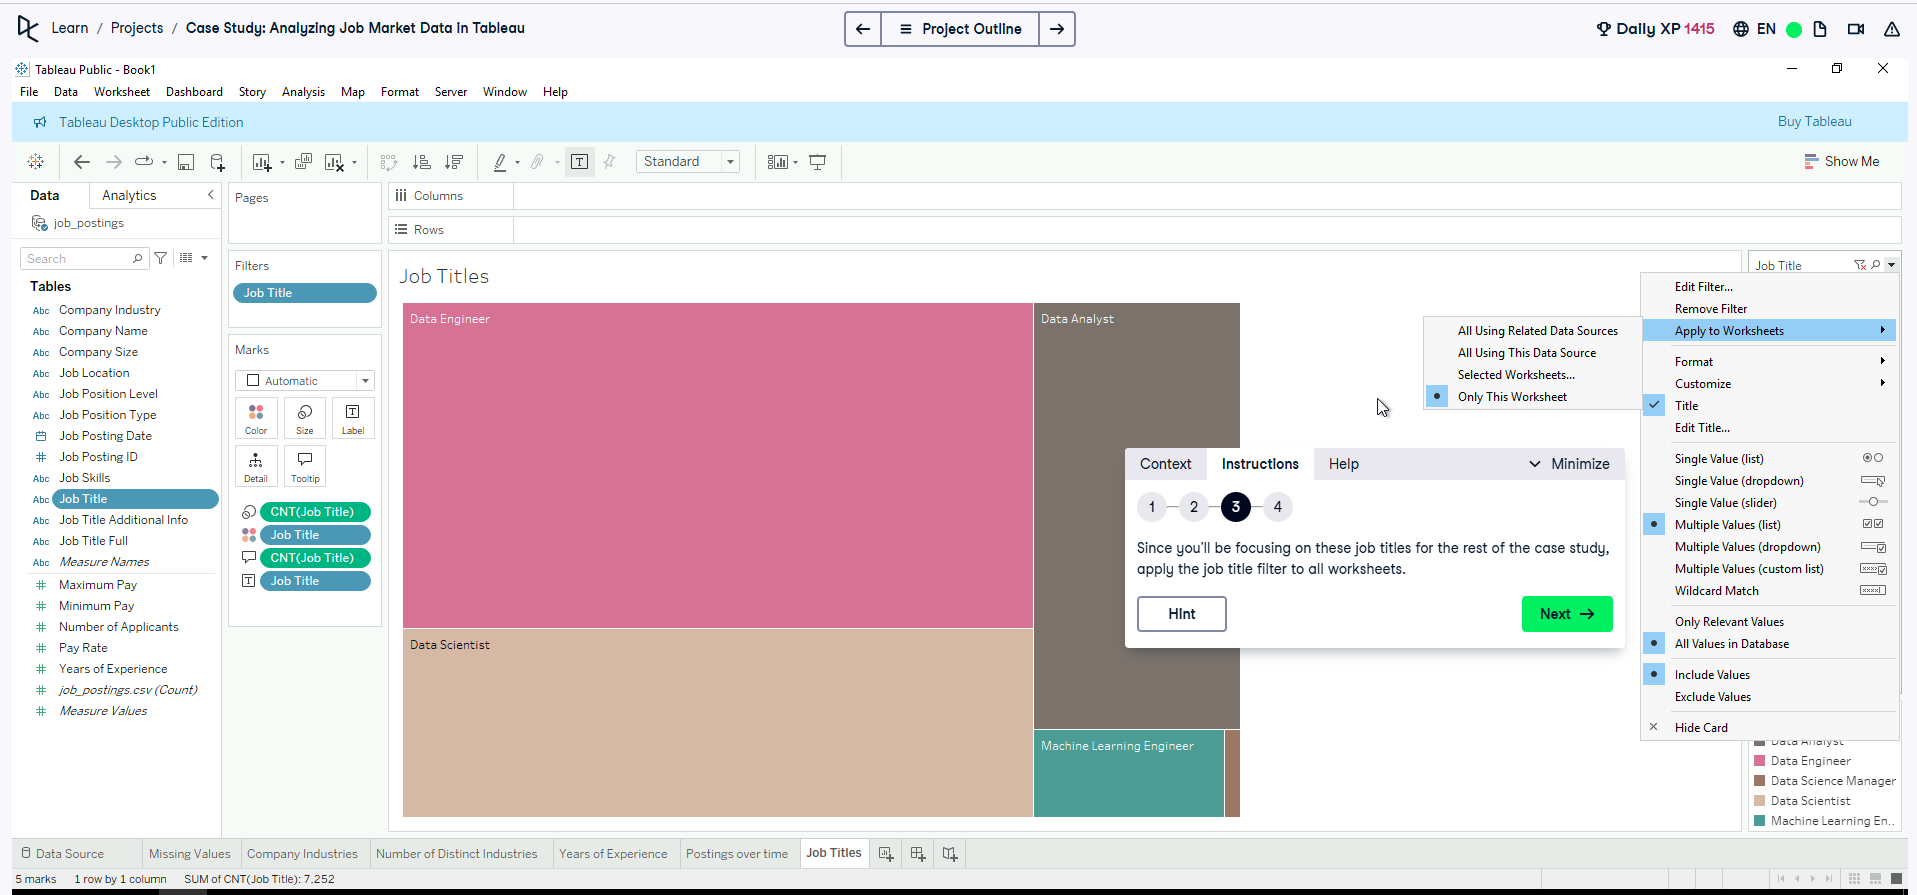 Learn / Projects / Case Study: Analyzing Job Market Data in Tableau
Project Outline
Daily XP 1415
EN
Tableau Public - Book1
File Data Worksheet Dashboard Story Analysis Map Format Server Window Help
Tableau Desktop Public Edition
Buy Tableau
Standard
Show Me
Data
Analytics
job_postings
Search
Tables
Abc Company Industry
Abc Company Name
Abc Company Size
Abc Job Location
Abc Job Position Level
Abc Job Position Type
Job Posting Date
# Job Posting ID
Abc Job Skills
Abc Job Title
Abc Job Title Additional Info
Abc Job Title Full
Abc Measure Names
# Maximum Pay
# Minimum Pay
# Number of Applicants
# Pay Rate
# Years of Experience
# job_postings.csv (Count)
# Measure Values
Pages
Filters
Job Title
Marks
Automatic
Color
Size
Label
Detail
Tooltip
CNT(Job Title)
Job Title
CNT(Job Title)
Job Title
Columns
Rows
Job Titles
Data Engineer
Data Analyst
Data Scientist
Machine Learning Engineer
Job Title
Edit Filter...
Remove Filter
Apply to Worksheets
Format
Customize
Title
Edit Title...
Single Value (list)
Single Value (dropdown)
Single Value (slider)
Multiple Values (list)
Multiple Values (dropdown)
Multiple Values (custom list)
Wildcard Match
Only Relevant Values
All Values in Database
Include Values
Exclude Values
Hide Card
All Using Related Data Sources
All Using This Data Source
Selected Worksheets...
Only This Worksheet
Context
Instructions
Help
Minimize
1 2 3 4
Since you'll be focusing on these job titles for the rest of the case study,
apply the job title filter to all worksheets.
Hint
Next
Data Analyst
Data Engineer
Data Science Manager
Data Scientist
Machine Learning En..
Data Source
Missing Values
Company Industries
Number of Distinct Industries
Years of Experience
Postings over time
Job Titles
5 marks
1 row by 1 column
SUM of CNT(Job Title): 7,252